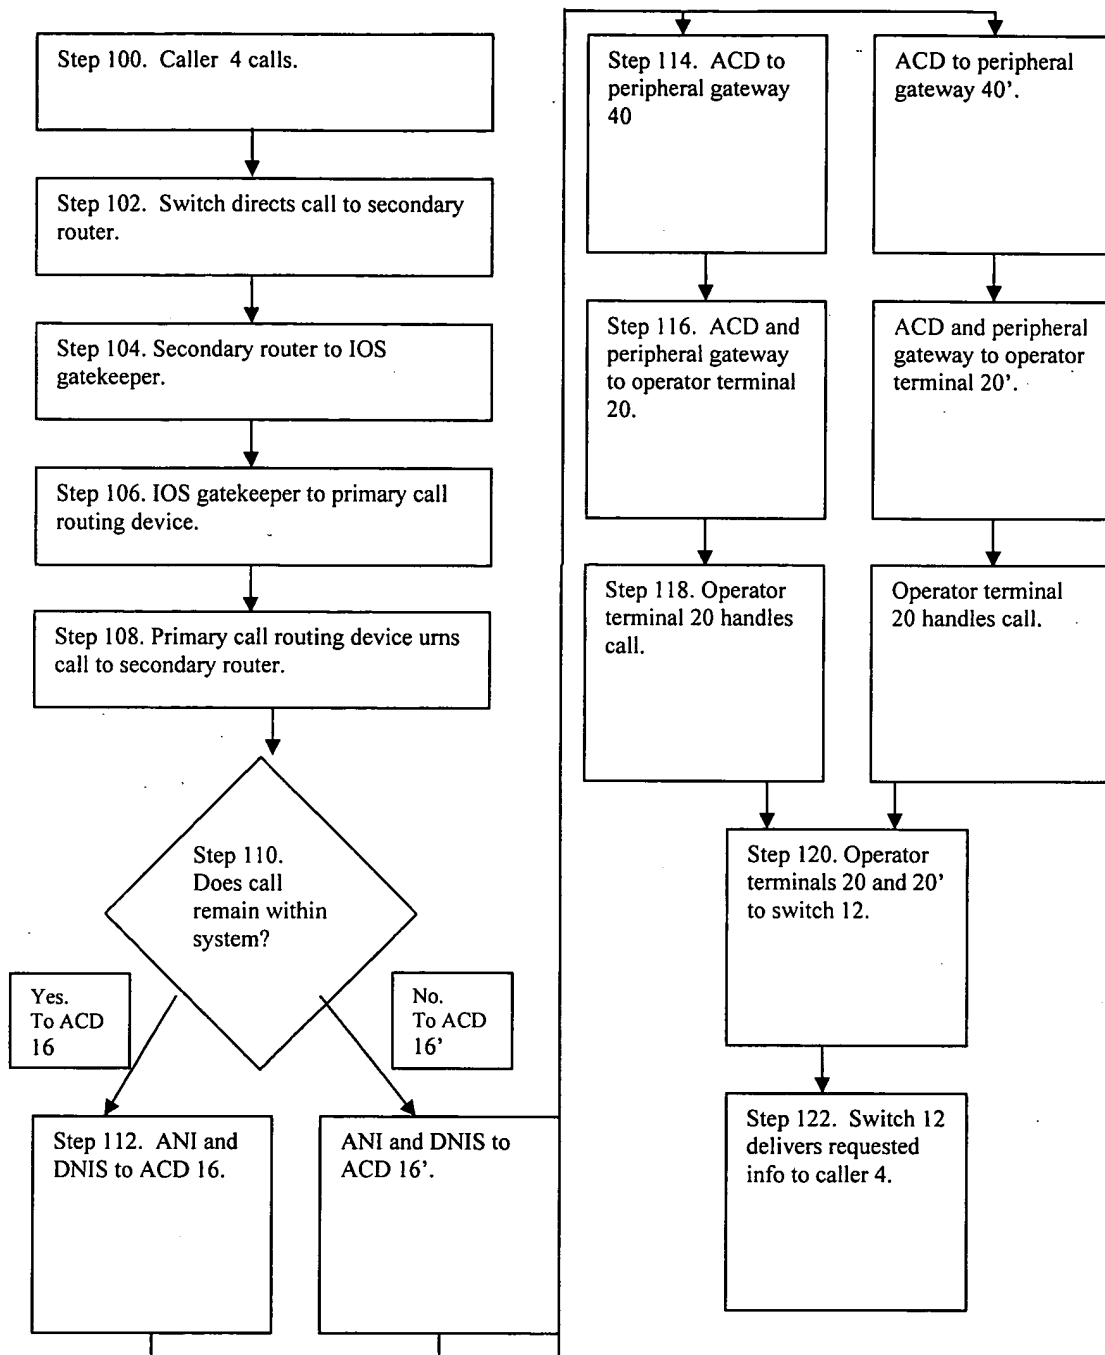 Step 100. Caller 4 calls.
Step 102. Switch directs call to secondary
router.
Step 104. Secondary router to IOS
gatekeeper.
Step 106. IOS gatekeeper to primary call
routing device.
Step 108. Primary call routing device urns
call to secondary router.
Step 110.
Does call
remain within
system?
Yes.
To ACD
16
No.
To ACD
16'
Step 112. ANI and
DNIS to ACD 16.
ANI and DNIS to
ACD 16'.
Step 114. ACD to
peripheral gateway
40
ACD to peripheral
gateway 40'.
Step 116. ACD and
peripheral gateway
to operator terminal
20.
ACD and peripheral
gateway to operator
terminal 20'.
Step 118. Operator
terminal 20 handles
call.
Operator terminal
20 handles call.
Step 120. Operator
terminals 20 and 20'
to switch 12.
Step 122. Switch 12
delivers requested
info to caller 4.